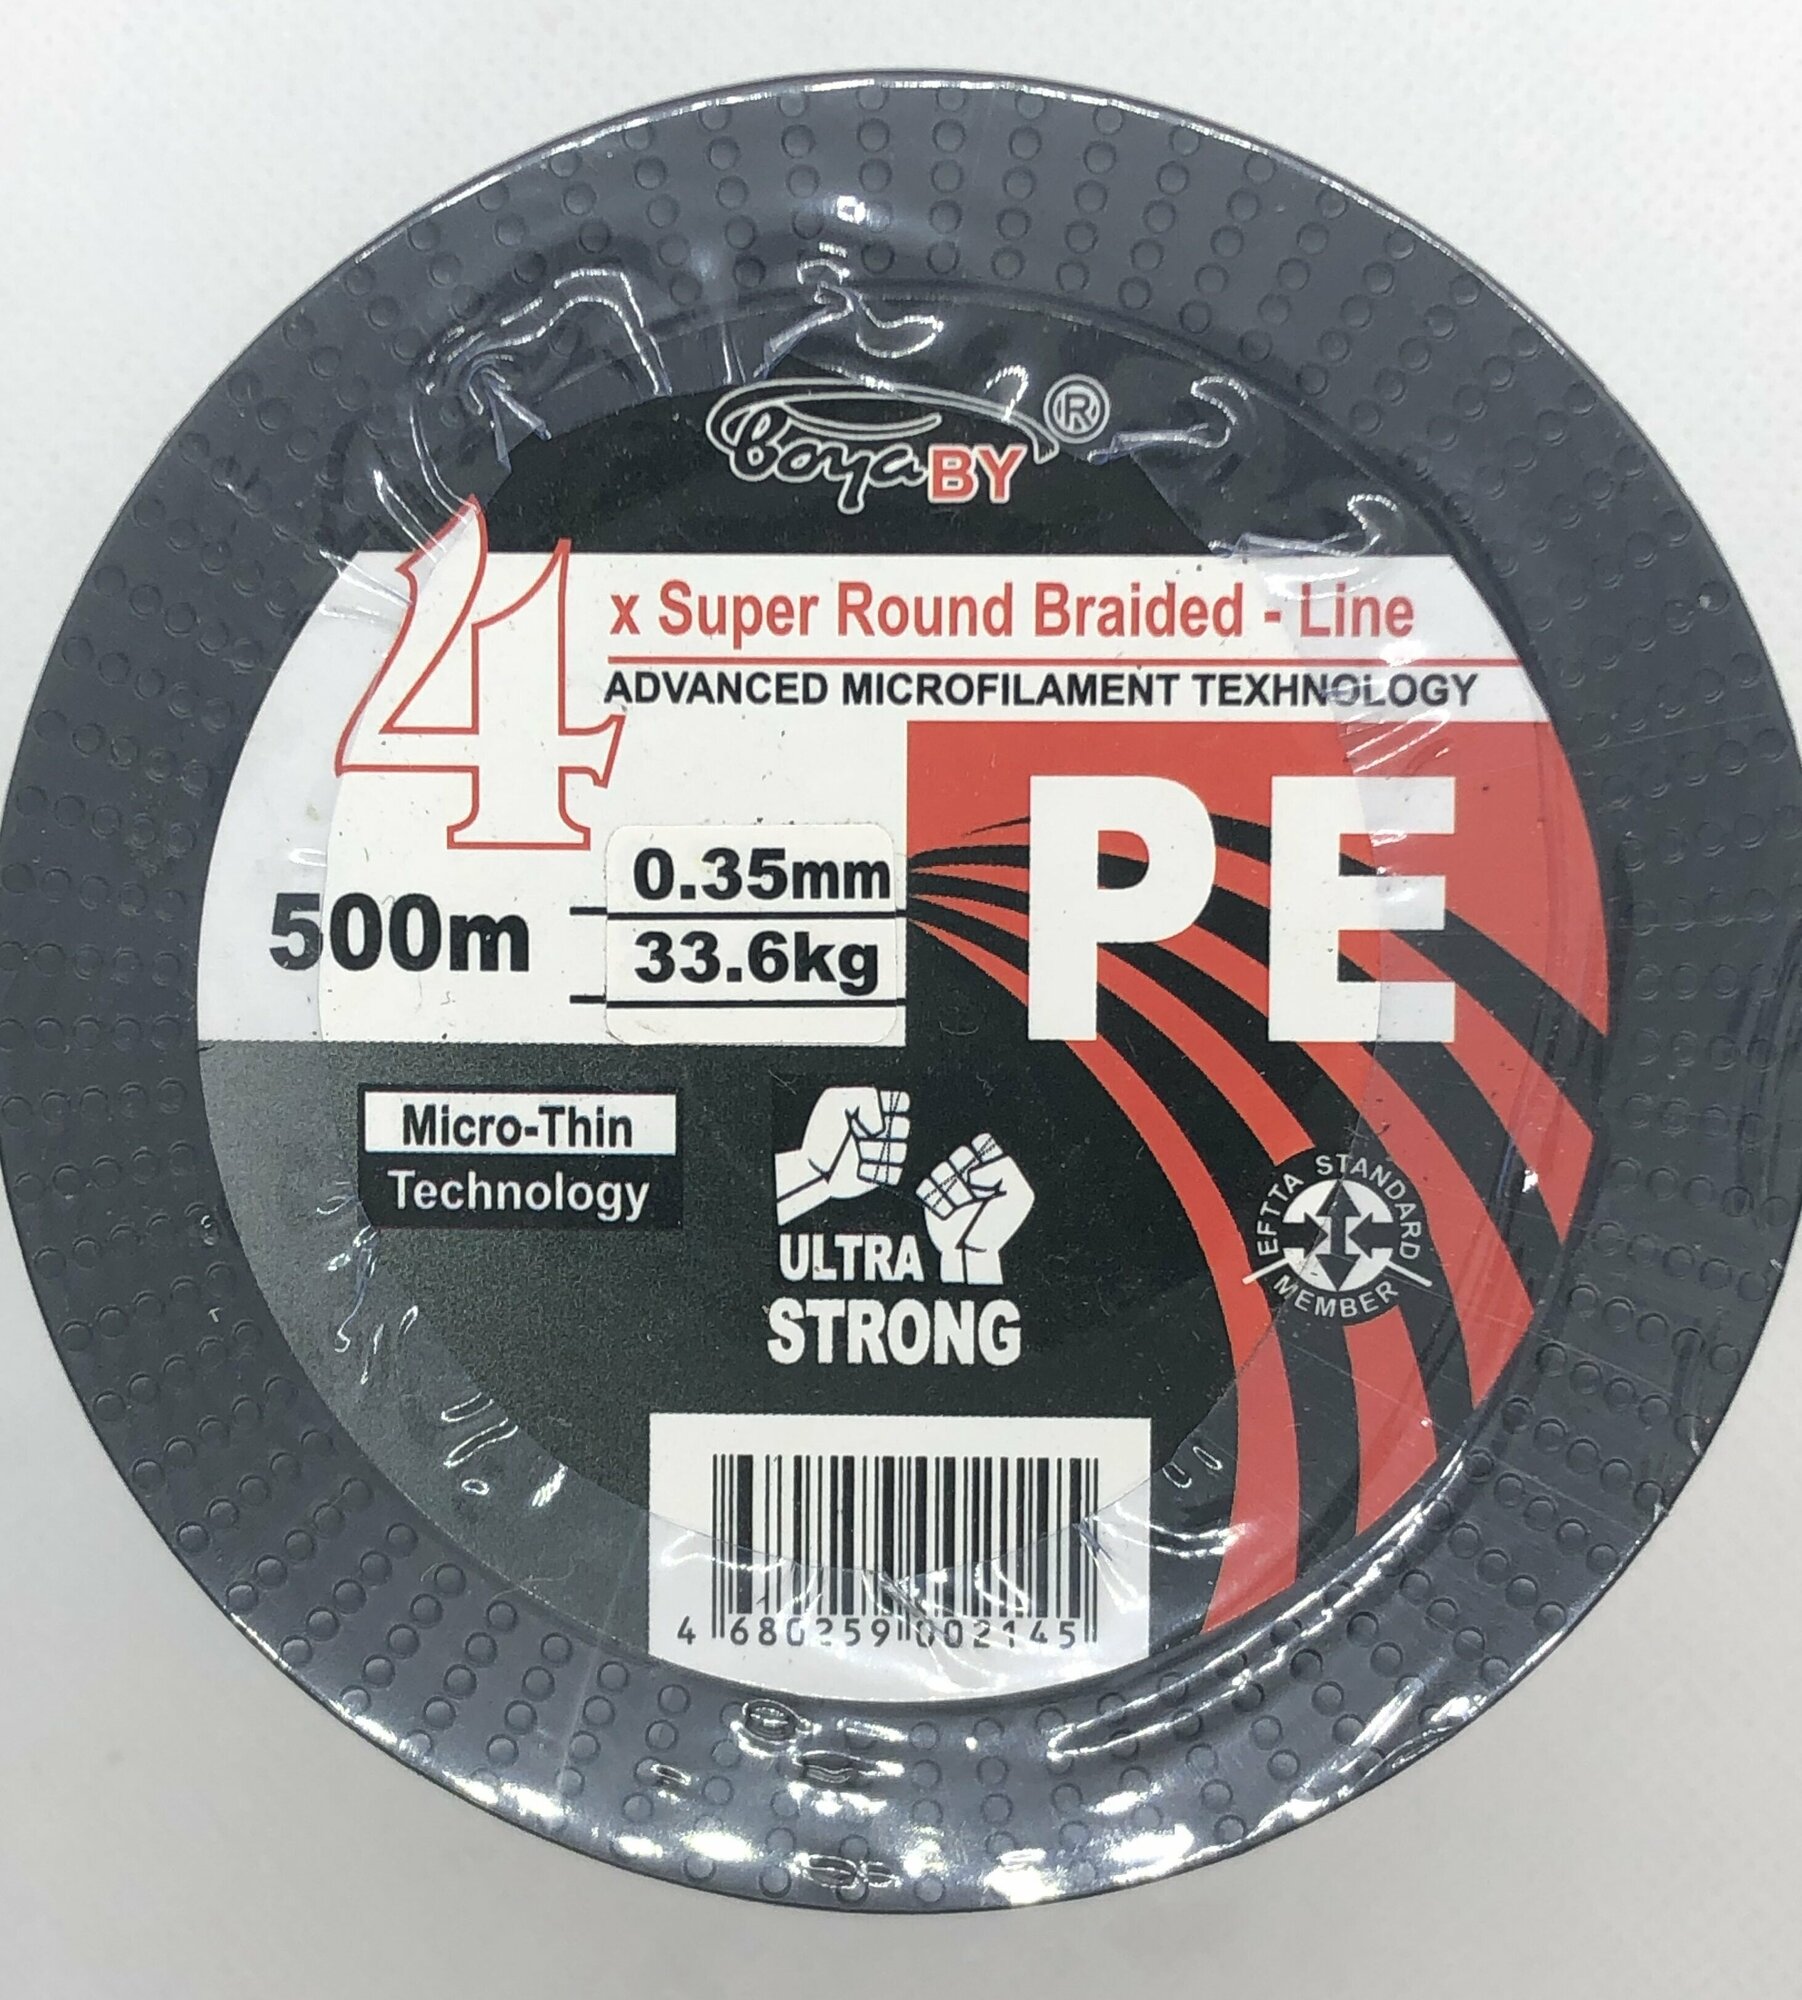 boyaBY®
4 x Super Round Braided - Line
ADVANCED MICROFILAMENT TEXHNOLOGY
PE
500m
0.35mm
33.6kg
Micro-Thin
Technology
ULTRA
STRONG
EFTTA STANDARD
MEMBER
4 680259 002145